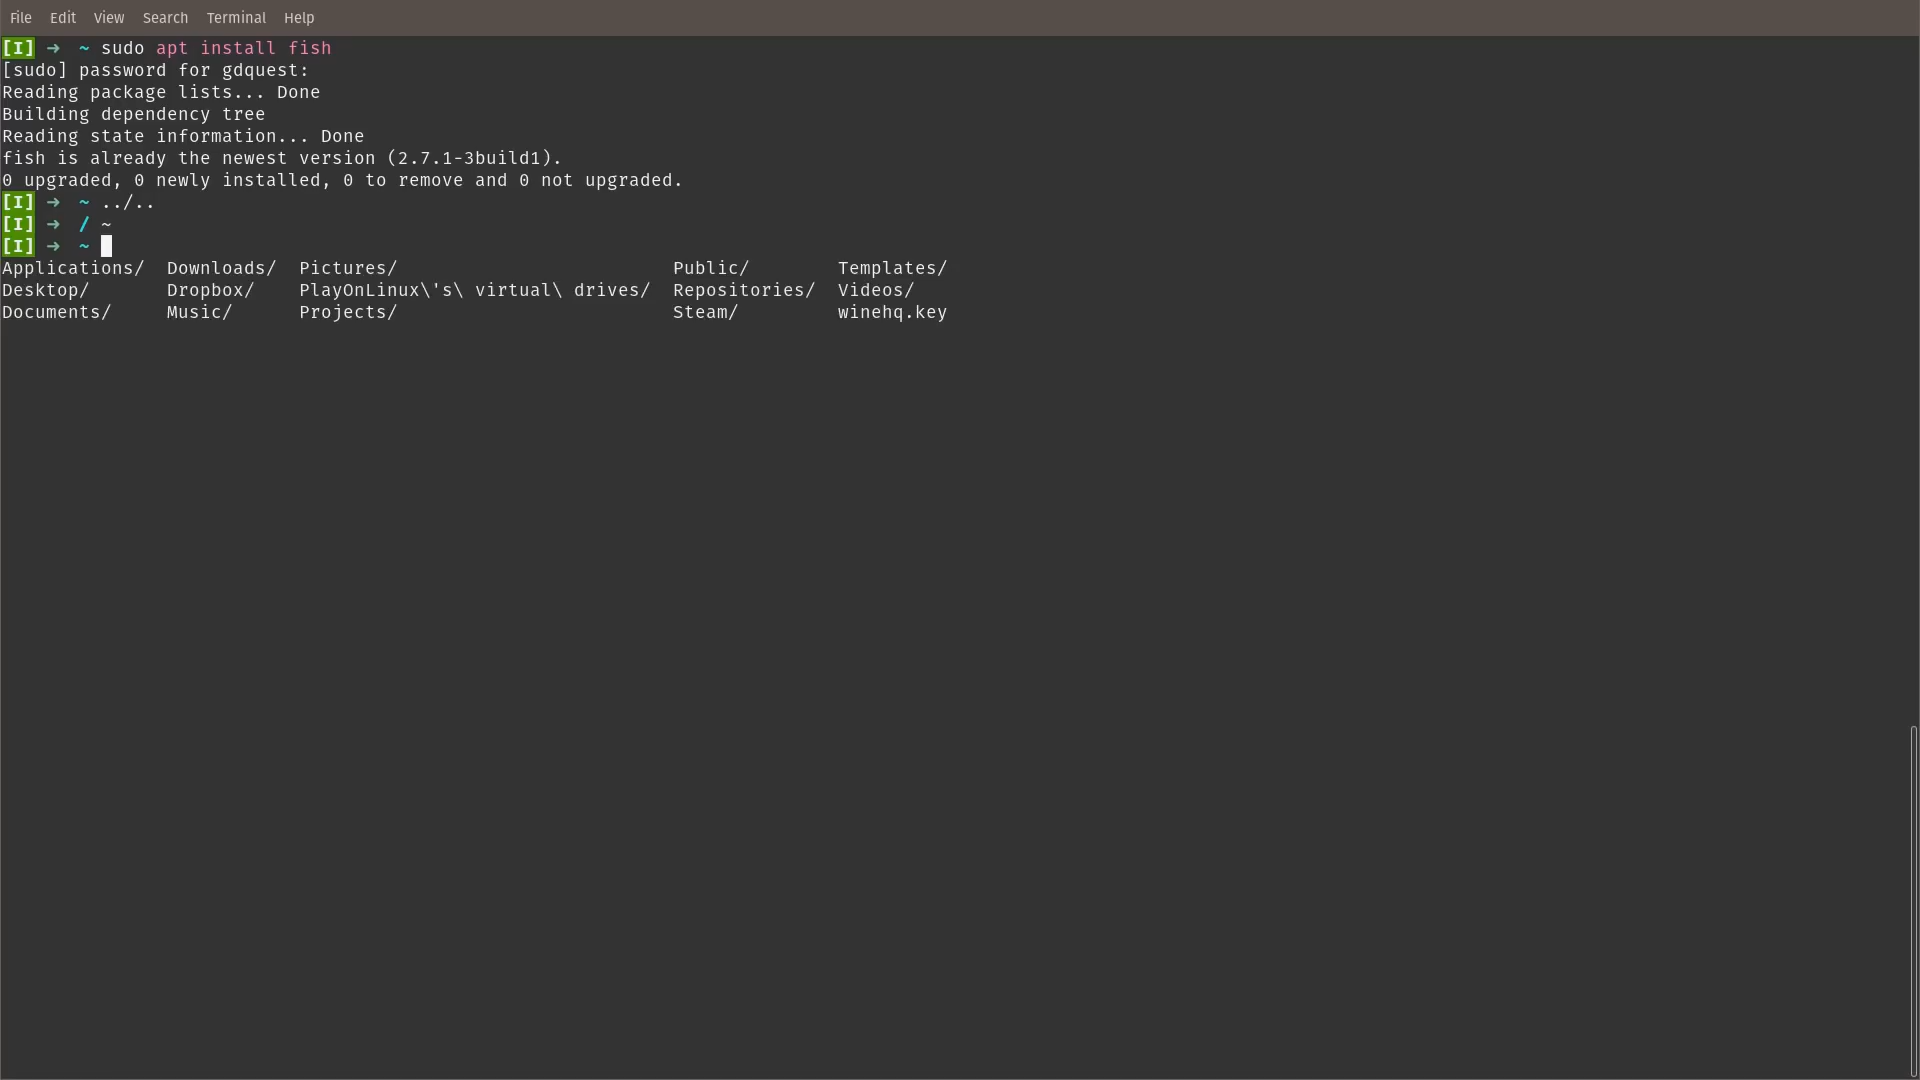 File Edit View Search Terminal Help
[I] ➜ ~ sudo apt install fish
[sudo] password for gdquest:
Reading package lists... Done
Building dependency tree
Reading state information... Done
fish is already the newest version (2.7.1-3build1).
0 upgraded, 0 newly installed, 0 to remove and 0 not upgraded.
[I] ➜ ~ ../..
[I] ➜ / ~
[I] ➜ ~
Applications/ Downloads/ Pictures/ Public/ Templates/
Desktop/ Dropbox/ PlayOnLinux\'s\ virtual\ drives/ Repositories/ Videos/
Documents/ Music/ Projects/ Steam/ winehq.key